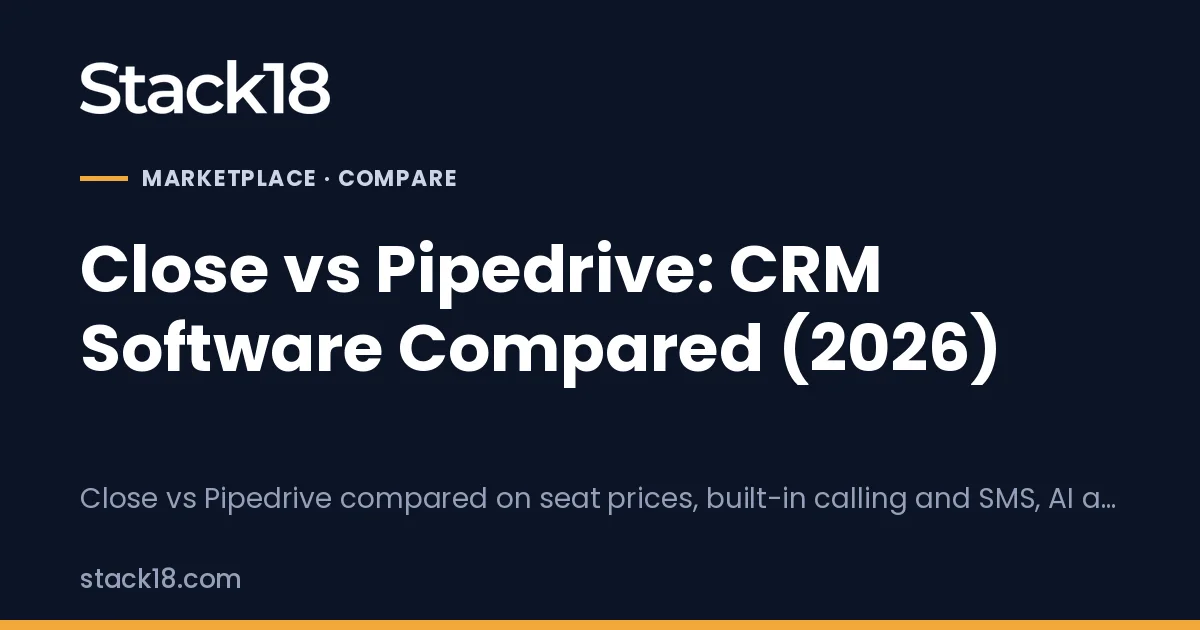 Stack18
MARKETPLACE · COMPARE
Close vs Pipedrive: CRM
Software Compared (2026)
Close vs Pipedrive compared on seat prices, built-in calling and SMS, AI a...
stack18.com